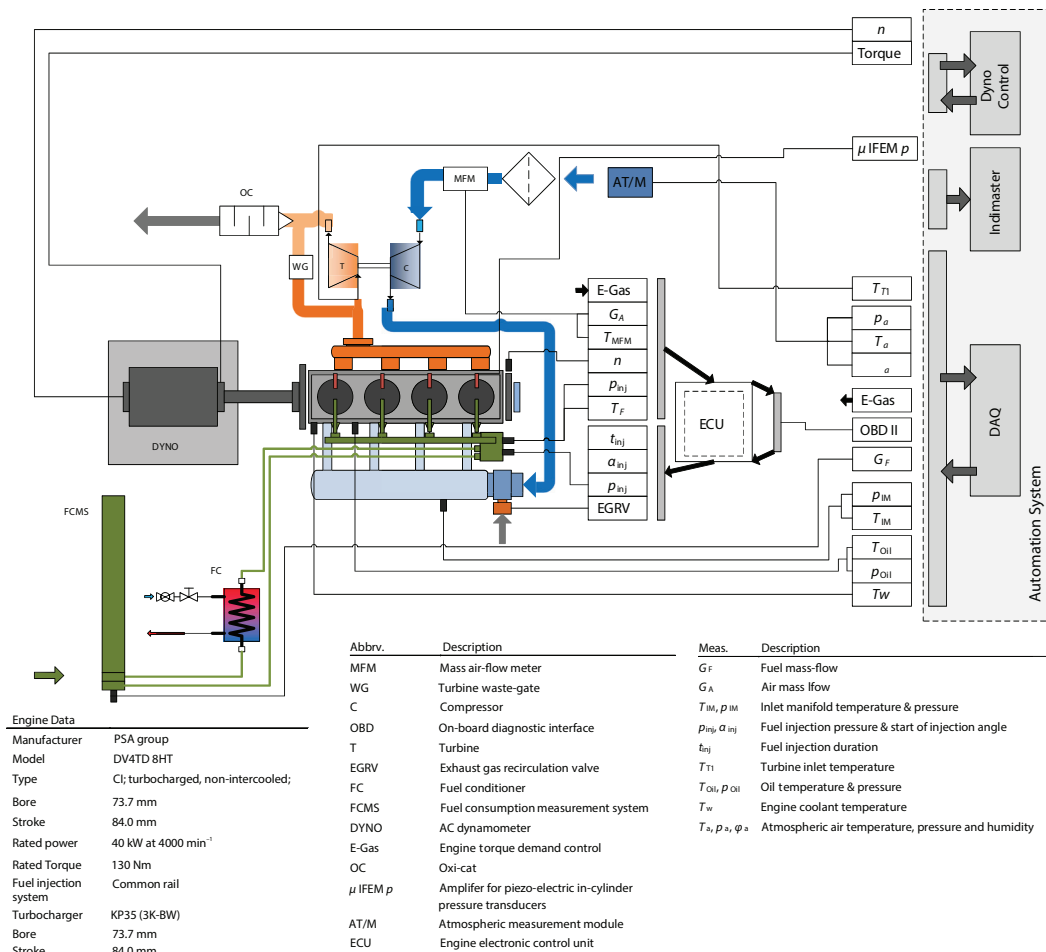 n
Torque
Dyno Control
Automation System
μ IFEM p
Indimaster
MFM
AT/M
OC
WG
T
C
E-Gas
G_A
T_MFM
n
p_inj
T_F
t_inj
α_inj
p_inj
EGRV
ECU
T_T1
p_a
T_a
a
E-Gas
OBD II
G_F
p_IM
T_IM
T_Oil
p_Oil
Tw
DAQ
DYNO
FCMS
FC
Engine Data
Manufacturer PSA group
Model DV4TD 8HT
Type CI; turbocharged, non-intercooled;
Bore 73.7 mm
Stroke 84.0 mm
Rated power 40 kW at 4000 min⁻¹
Rated Torque 130 Nm
Fuel injection Common rail
system
Turbocharger KP35 (3K-BW)
Bore 73.7 mm
Stroke 84.0 mm
Abbrv. Description
MFM Mass air-flow meter
WG Turbine waste-gate
C Compressor
OBD On-board diagnostic interface
T Turbine
EGRV Exhaust gas recirculation valve
FC Fuel conditioner
FCMS Fuel consumption measurement system
DYNO AC dynamometer
E-Gas Engine torque demand control
OC Oxi-cat
μ IFEM p Amplifer for piezo-electric in-cylinder
pressure transducers
AT/M Atmospheric measurement module
ECU Engine electronic control unit
Meas. Description
G_F Fuel mass-flow
G_A Air mass lfow
T_IM, p_IM Inlet manifold temperature & pressure
p_inj, α_inj Fuel injection pressure & start of injection angle
t_inj Fuel injection duration
T_T1 Turbine inlet temperature
T_Oil, p_Oil Oil temperature & pressure
T_w Engine coolant temperature
T_a, p_a, φ_a Atmospheric air temperature, pressure and humidity